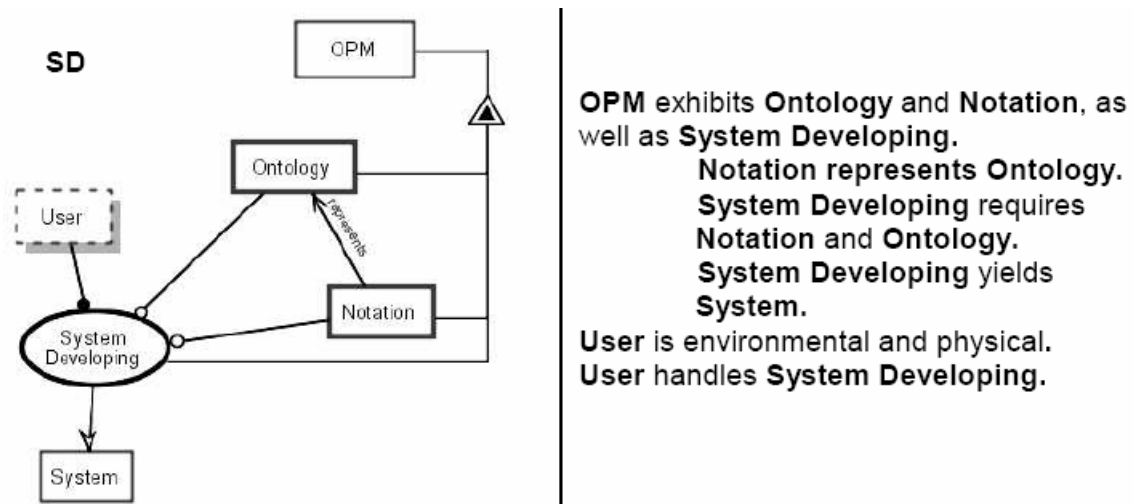 SD
OPM
Ontology
User
represents
Notation
System
Developing
System
OPM exhibits Ontology and Notation, as
well as System Developing.
Notation represents Ontology.
System Developing requires
Notation and Ontology.
System Developing yields
System.
User is environmental and physical.
User handles System Developing.